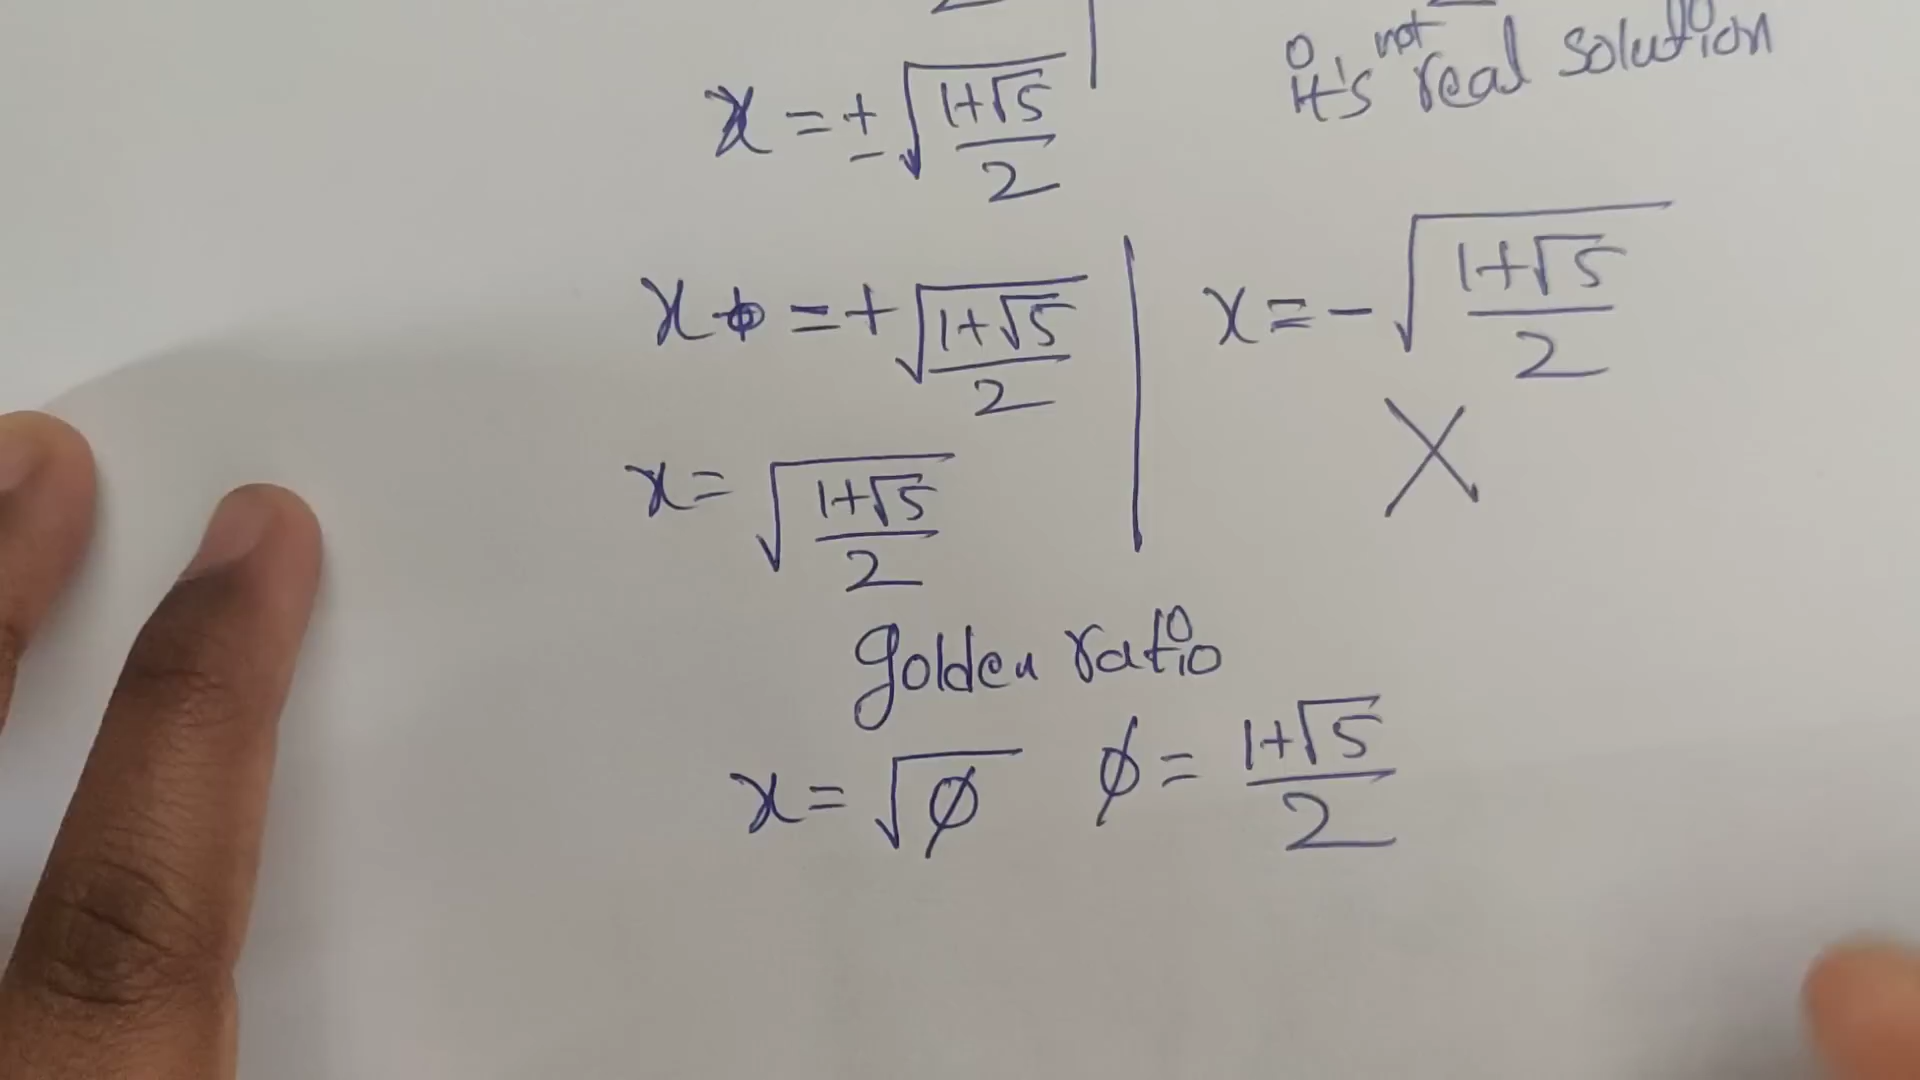 it's not real solution
x = ± √((1+√5)/2)
x = + √((1+√5)/2)
x = - √((1+√5)/2)
X
x = √((1+√5)/2)
golden ratio
x = √ϕ ϕ = (1+√5)/2